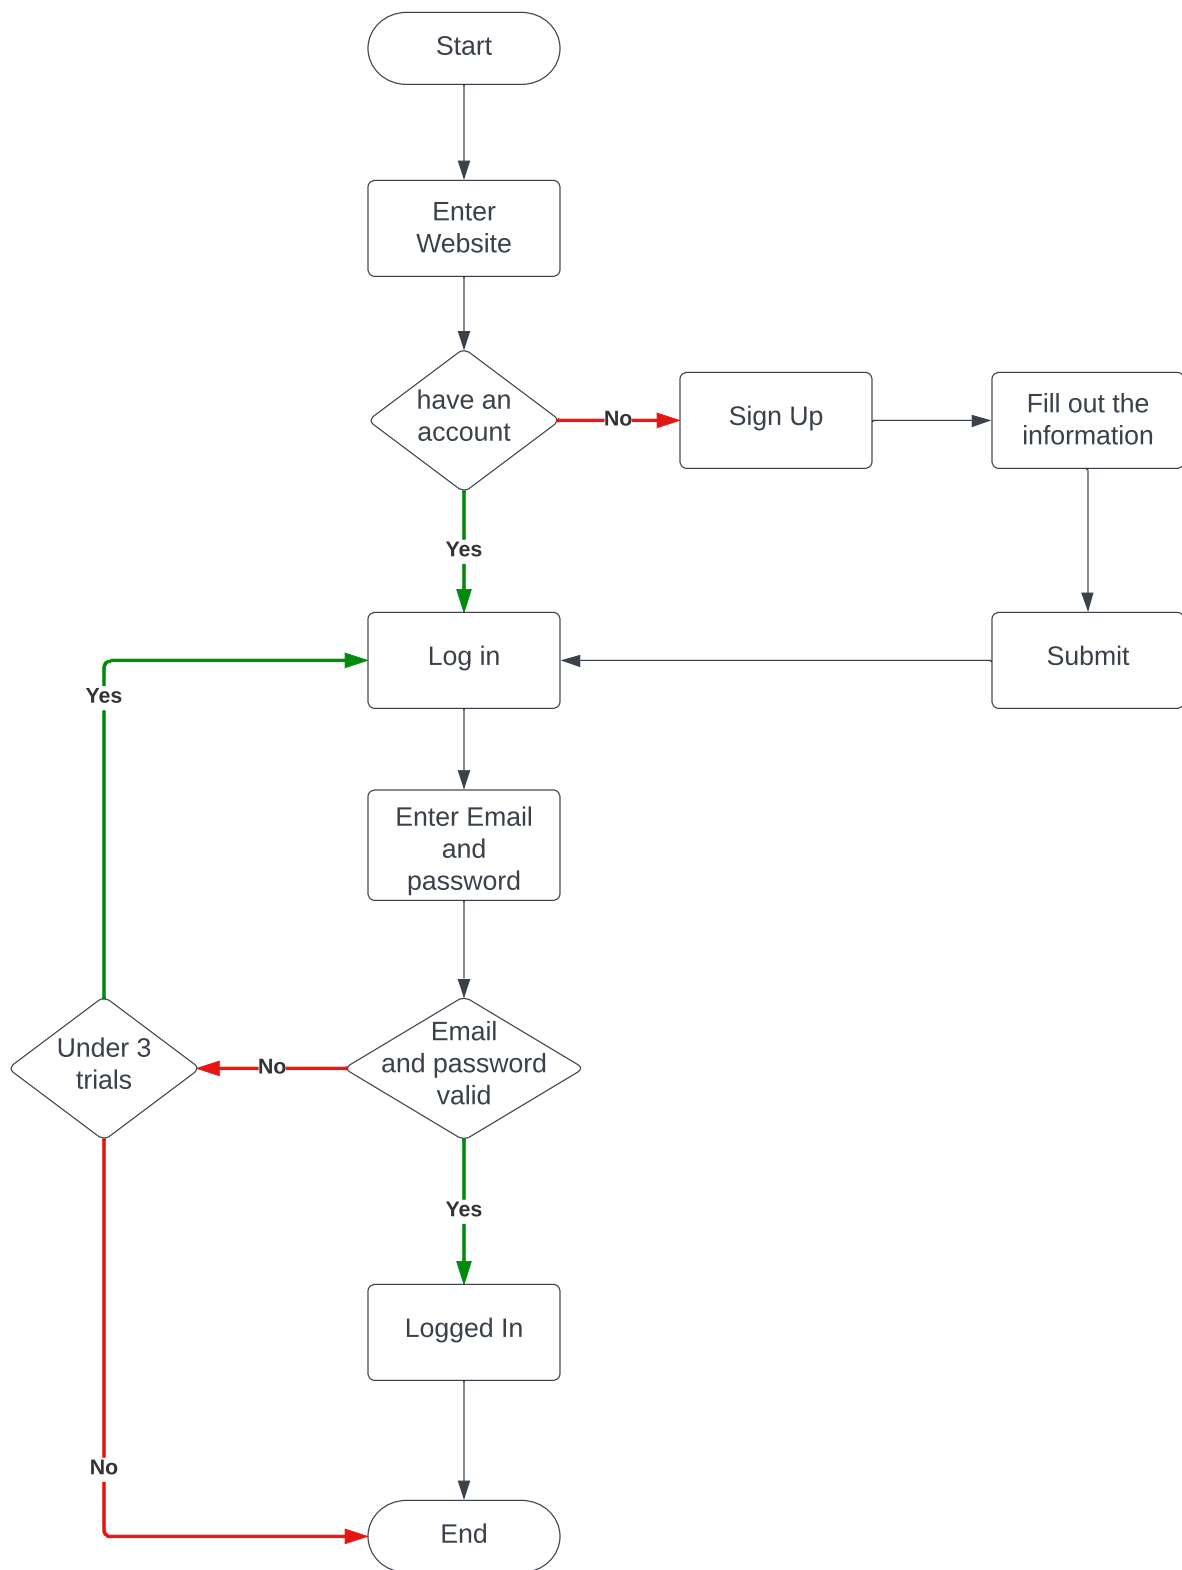 Start
Enter
Website
have an
account
No
Sign Up
Fill out the
information
Yes
Log in
Submit
Yes
Enter Email
and
password
Email
and password
valid
No
Under 3
trials
Yes
Logged In
No
End